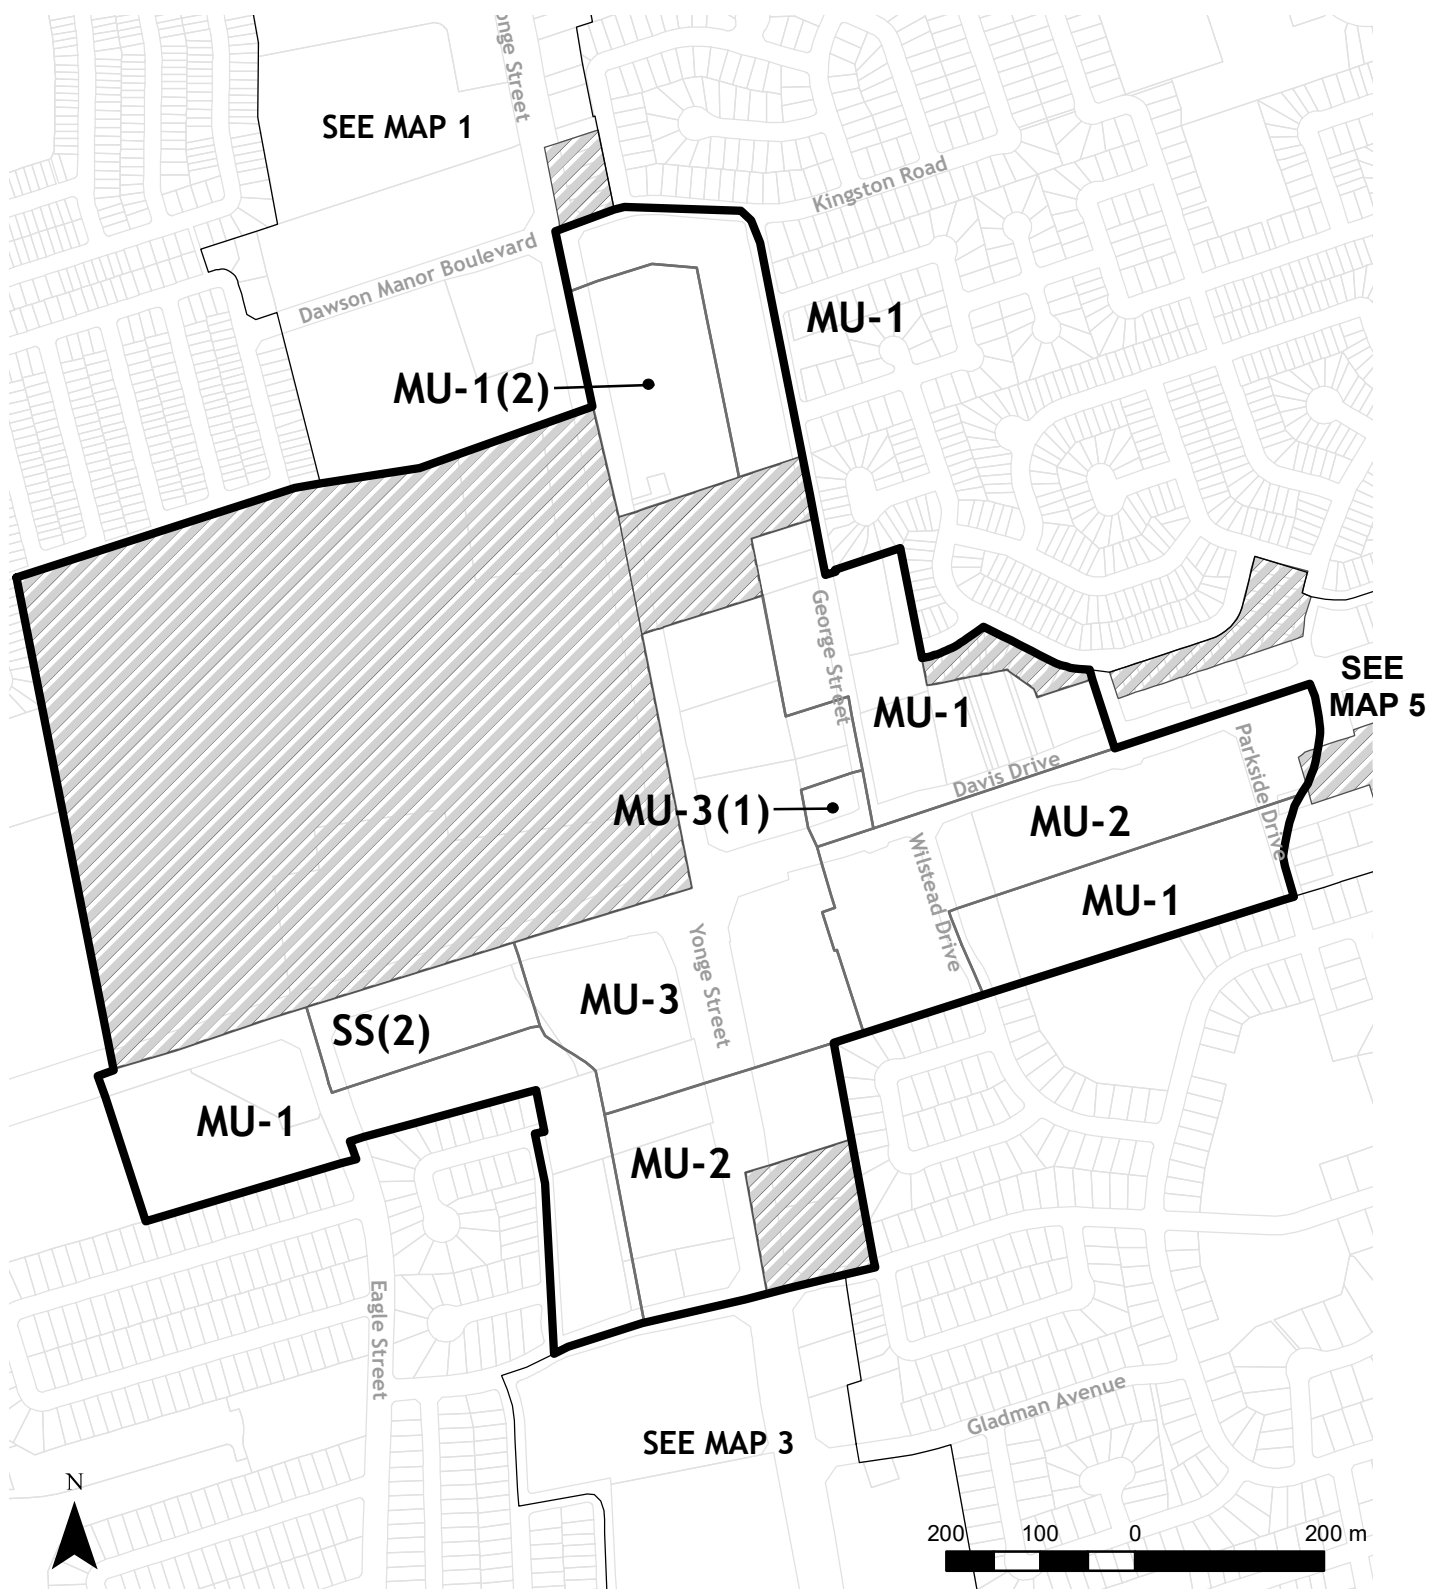 onge Street
SEE MAP 1
Kingston Road
Dawson Manor Boulevard
MU-1
MU-1(2)
George Street
SEE
MAP 5
MU-1
Parkside Drive
Davis Drive
MU-3(1)
MU-2
Wilstead Drive
MU-1
Yonge Street
MU-3
SS(2)
MU-1
MU-2
Eagle Street
Gladman Avenue
SEE MAP 3
N
200 100 0 200 m